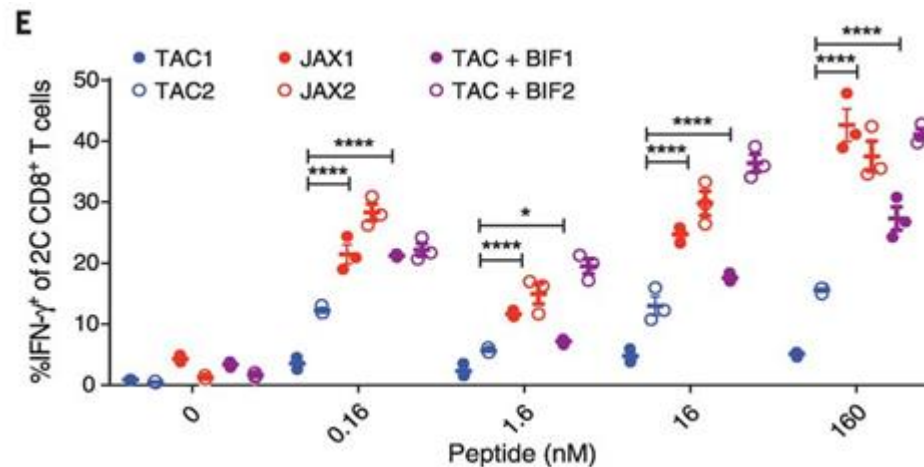 E
TAC1 JAX1 TAC + BIF1
TAC2 JAX2 TAC + BIF2
%IFN-γ⁺ of 2C CD8⁺ T cells
50
40
30
20
10
0
**** ****
**** ****
* ****
**** ****
0 0.16 1.6 16 160
Peptide (nM)